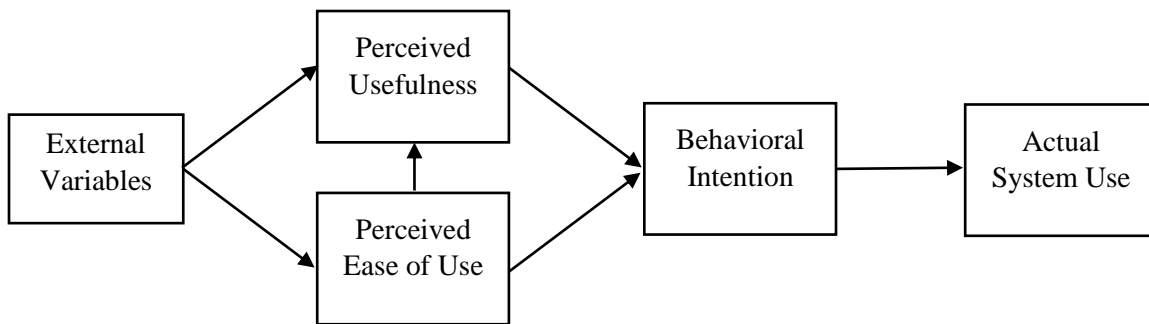 External
Variables
Perceived
Usefulness
Perceived
Ease of Use
Behavioral
Intention
Actual
System Use